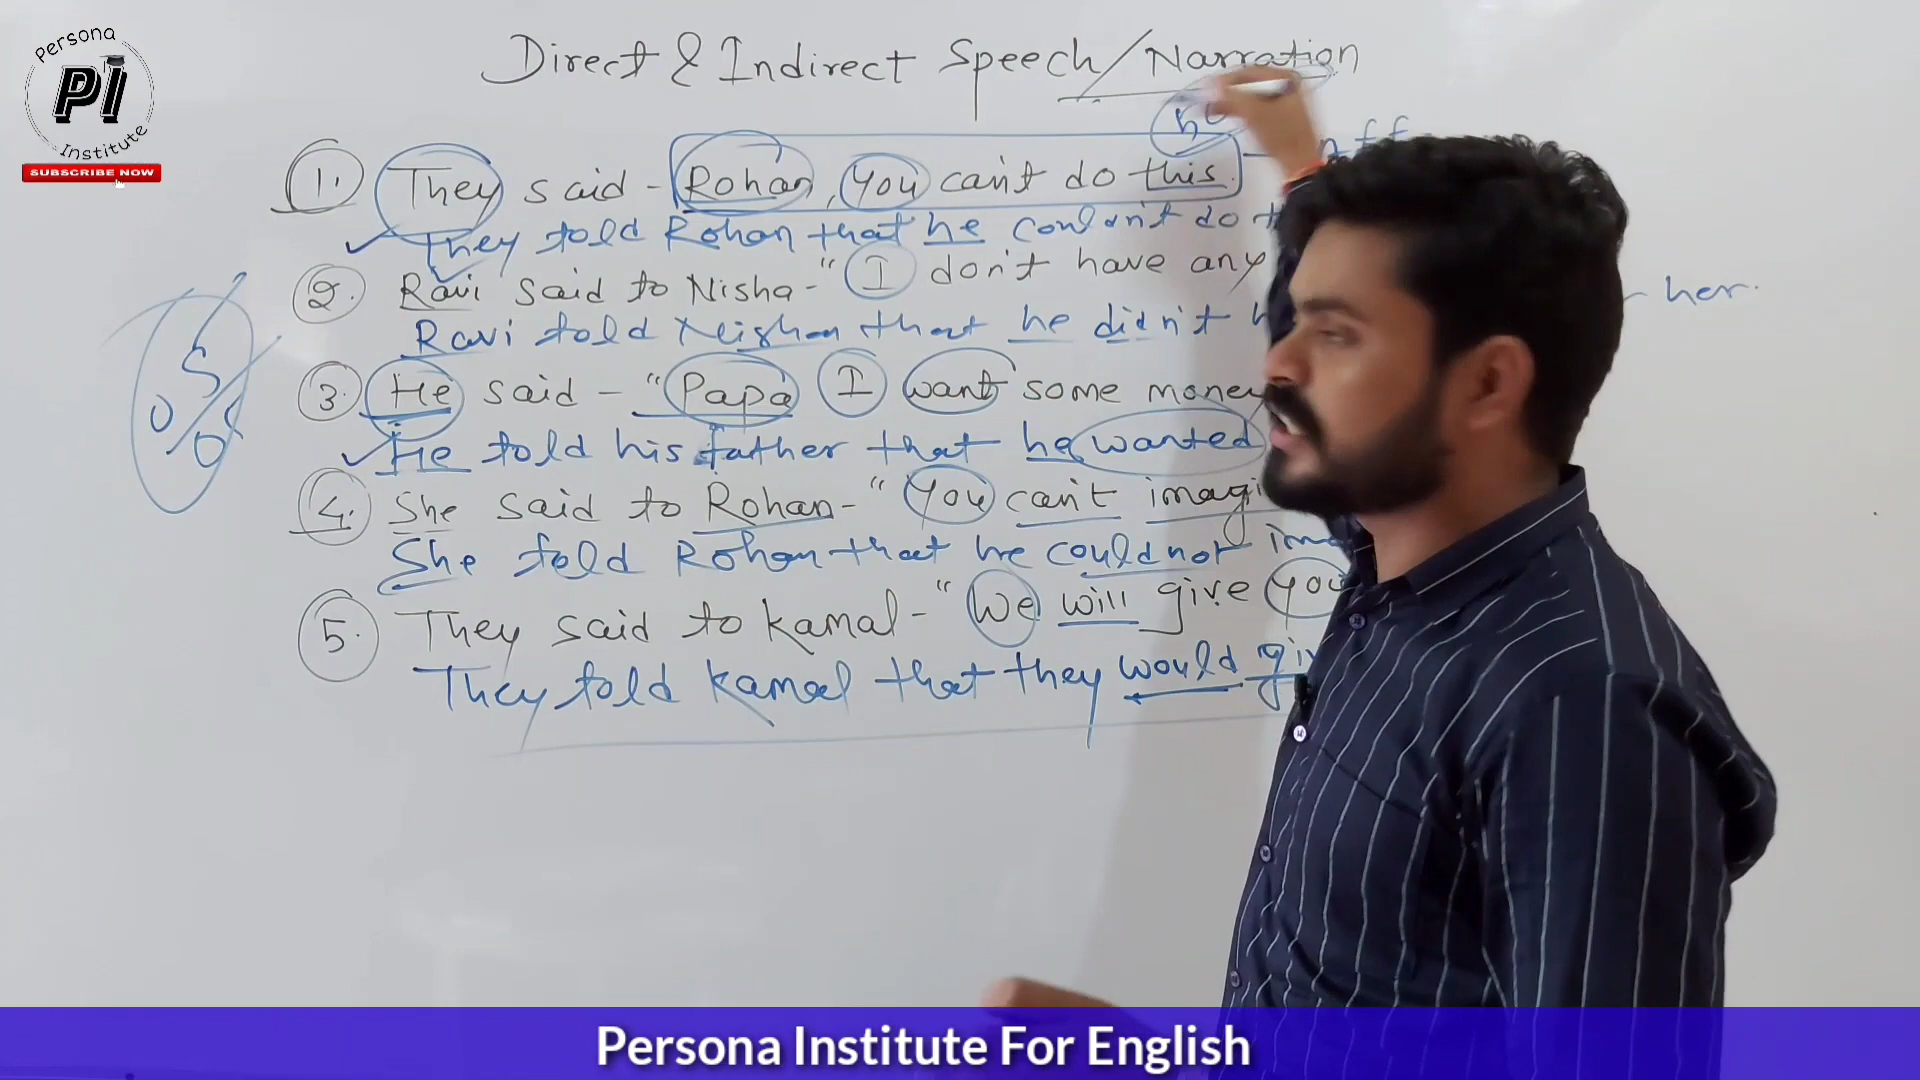 Persona
PI
Institute
SUBSCRIBE NOW
Direct & Indirect Speech/Narration
1. They said - Rohan, you can't do this.
They told Rohan that he couldn't do
2. Ravi said to Nisha - "I don't have any
her.
Ravi told Nisha that he didn't
3. He said - "Papa I want some money
He told his father that he wanted
4. She said to Rohan - "You can't
She told Rohan that he could not
5. They said to Kamal - "We will give you
They told Kamal that they would
S
O/O
Persona Institute For English